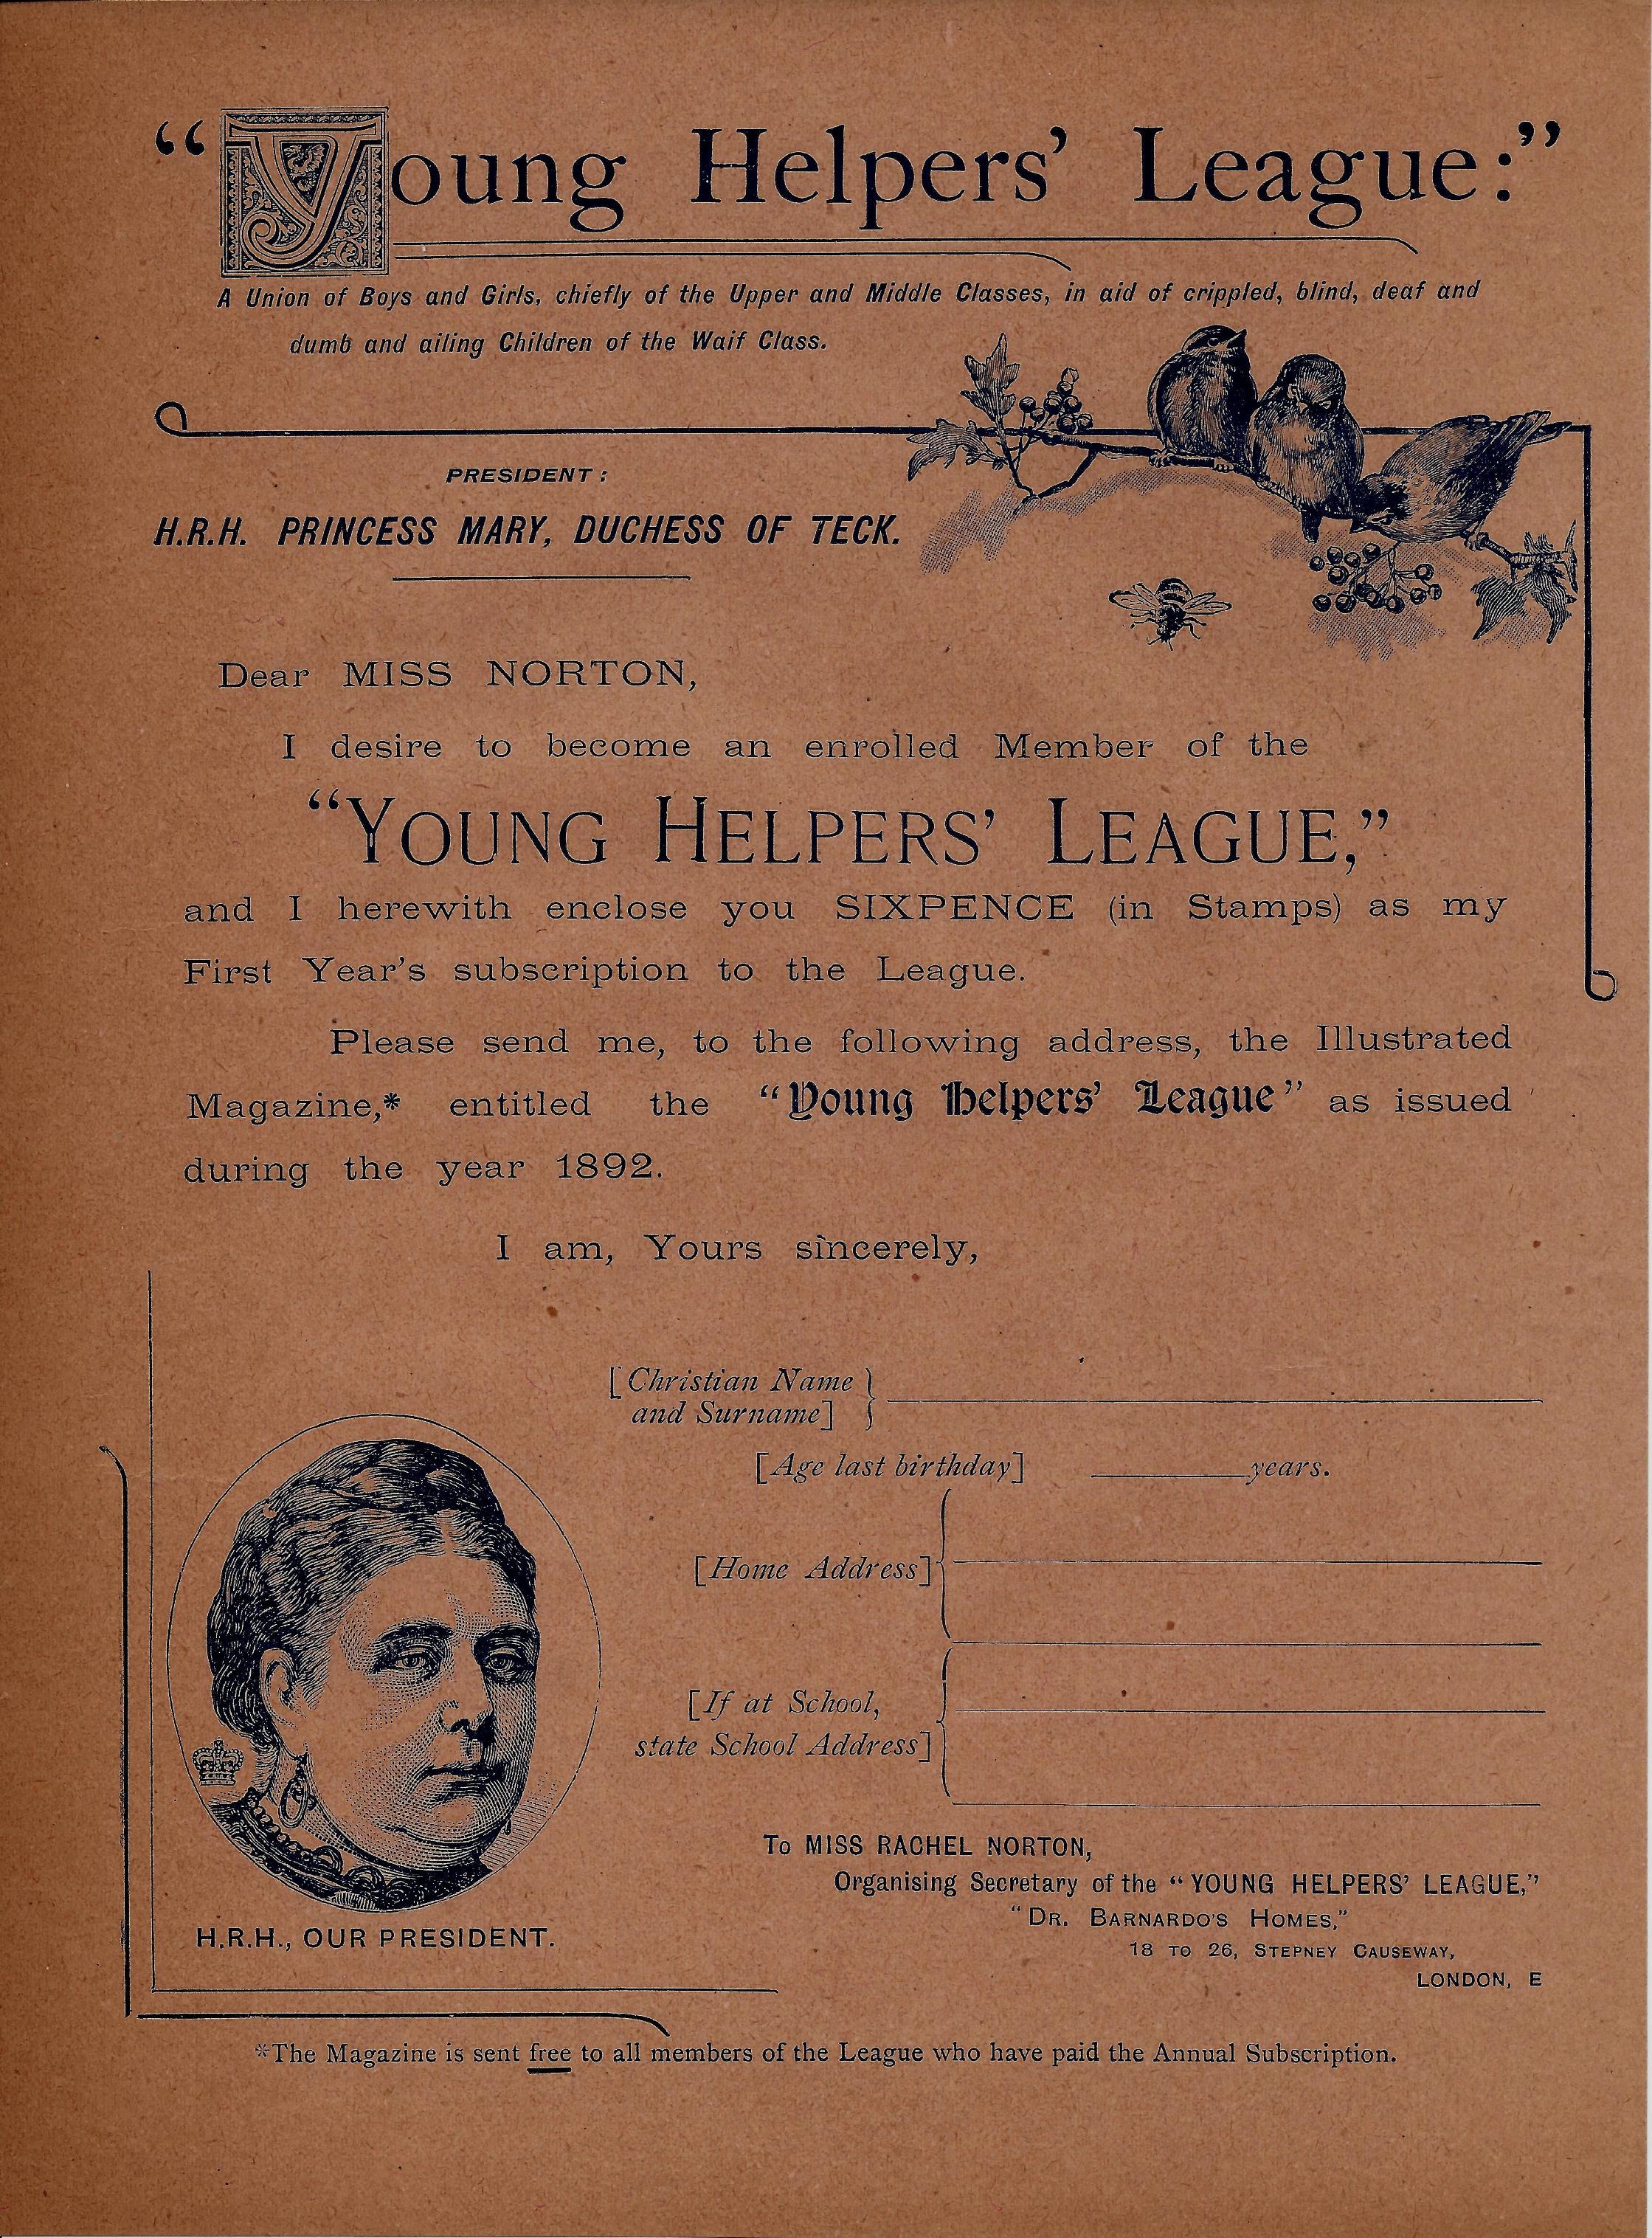 “Young Helpers’ League:”
A Union of Boys and Girls, chiefly of the Upper and Middle Classes, in aid of crippled, blind, deaf and
dumb and ailing Children of the Waif Class.
PRESIDENT:
H.R.H. PRINCESS MARY, DUCHESS OF TECK.
Dear MISS NORTON,
I desire to become an enrolled Member of the
“YOUNG HELPERS’ LEAGUE,”
and I herewith enclose you SIXPENCE (in Stamps) as my
First Year’s subscription to the League.
Please send me, to the following address, the Illustrated
Magazine,* entitled the “Young Helpers’ League” as issued
during the year 1892.
I am, Yours sincerely,
[Christian Name
and Surname]
[Age last birthday] years.
[Home Address]
[If at School,
state School Address]
To MISS RACHEL NORTON,
Organising Secretary of the “YOUNG HELPERS’ LEAGUE,”
“DR. BARNARDO’S HOMES,”
18 TO 26, STEPNEY CAUSEWAY,
LONDON, E
H.R.H., OUR PRESIDENT.
*The Magazine is sent free to all members of the League who have paid the Annual Subscription.